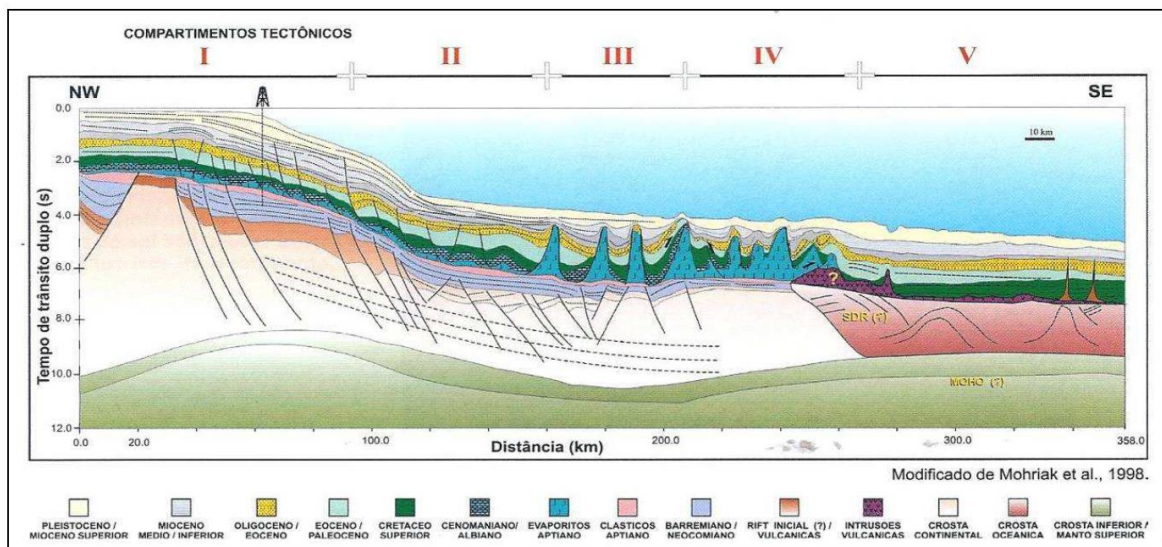 COMPARTIMENTOS TECTÔNICOS
I II III IV V
NW SE
10 km
Tempo de trânsito duplo (s)
0.0
2.0
4.0
6.0
8.0
10.0
12.0
?
SDR (?)
MOHO (?)
0.0 20.0 100.0 200.0 300.0 358.0
Distância (km)
Modificado de Mohriak et al., 1998.
PLEISTOCENO / MIOCENO MEDIO / INFERIOR OLIGOCENO / EOCENO / CRETACEO CENOMANIANO/ EVAPORITOS CLASTICOS BARREMIANO / RIFT INICIAL (?) / INTRUSOES CROSTA CROSTA CROSTA INFERIOR /
MIOCENO SUPERIOR EOCENO PALEOCENO SUPERIOR ALBIANO APTIANO APTIANO NEOCOMIANO VULCANICAS VULCANICAS CONTINENTAL OCEANICA MANTO SUPERIOR